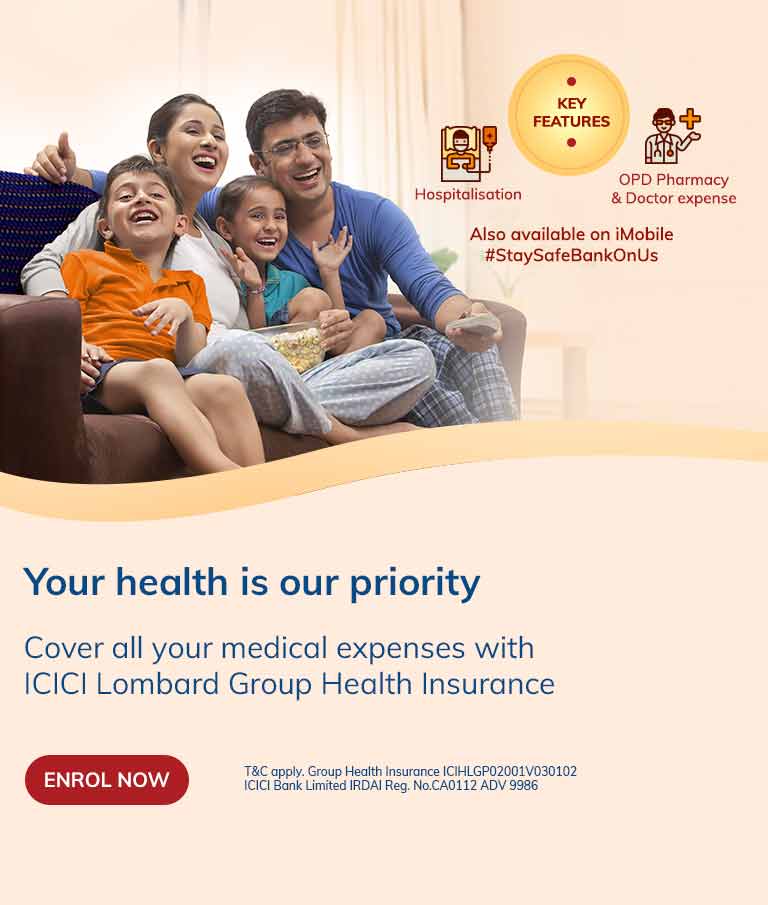 KEY
FEATURES
Hospitalisation
OPD Pharmacy
& Doctor expense
Also available on iMobile
#StaySafeBankOnUs
Your health is our priority
Cover all your medical expenses with
ICICI Lombard Group Health Insurance
ENROL NOW
T&C apply. Group Health Insurance ICIHLGP02001V030102
ICICI Bank Limited IRDAI Reg. No.CA0112 ADV 9986